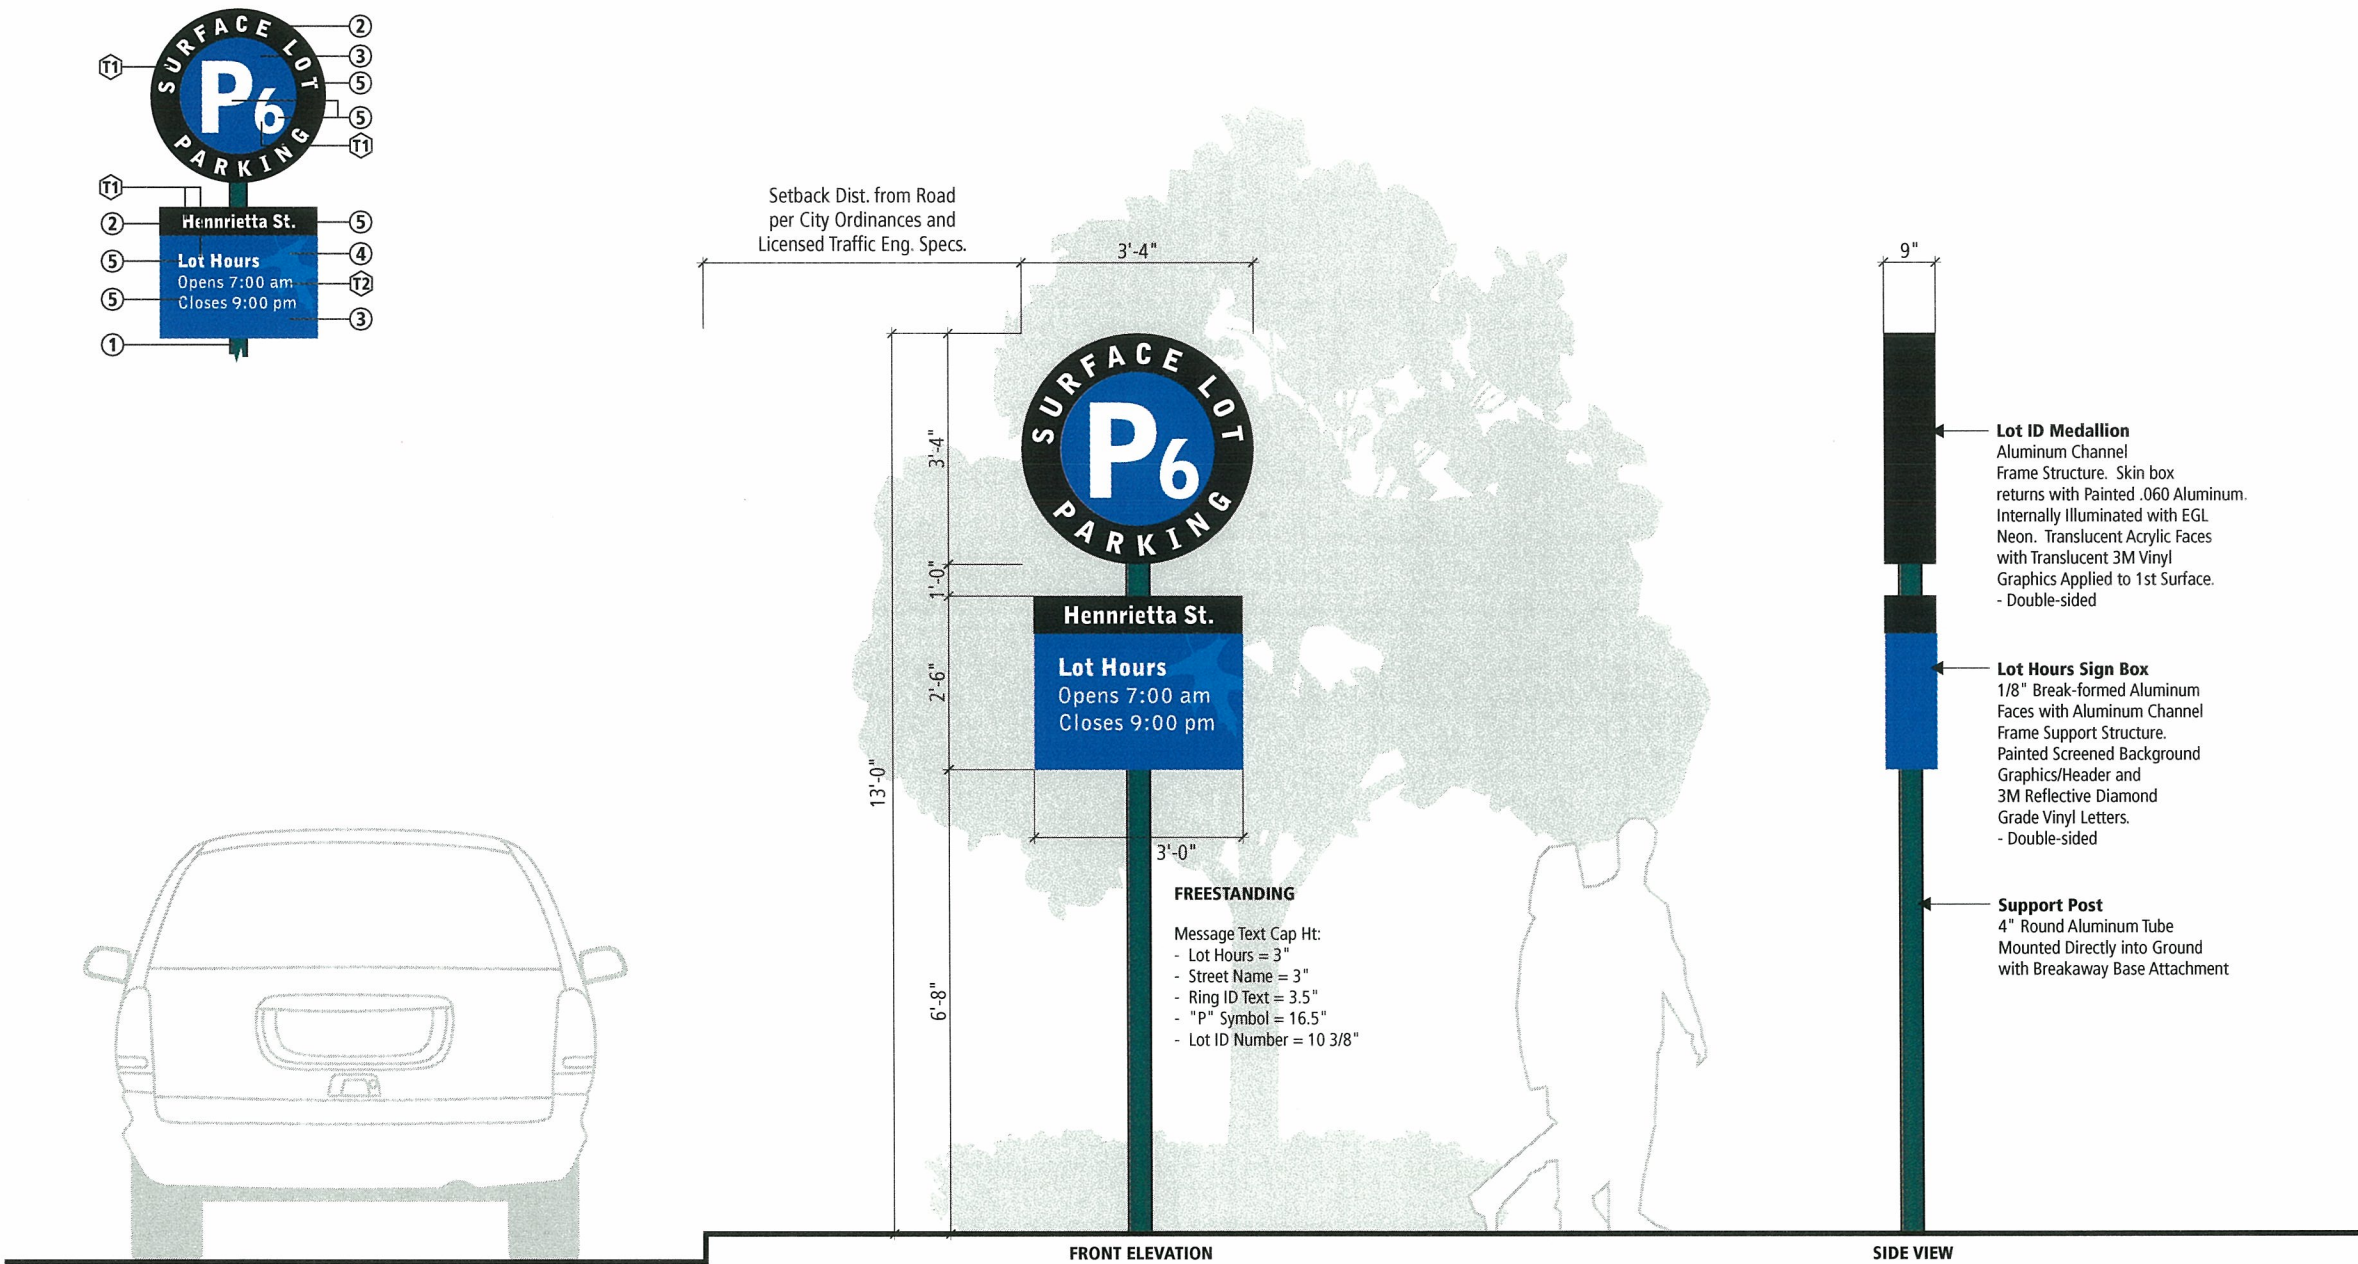 SURFACE LOT
P6
PARKING
Hennrietta St.
Lot Hours
Opens 7:00 am
Closes 9:00 pm
T1
T1
2
5
5
1
2
3
5
5
T1
5
4
T2
3
Setback Dist. from Road
per City Ordinances and
Licensed Traffic Eng. Specs.
3'-4"
SURFACE LOT
P6
PARKING
Hennrietta St.
Lot Hours
Opens 7:00 am
Closes 9:00 pm
3'-4"
1'-0"
2'-6"
13'-0"
6'-8"
3'-0"
FREESTANDING
Message Text Cap Ht:
- Lot Hours = 3"
- Street Name = 3"
- Ring ID Text = 3.5"
- "P" Symbol = 16.5"
- Lot ID Number = 10 3/8"
FRONT ELEVATION
9"
Lot ID Medallion
Aluminum Channel
Frame Structure. Skin box
returns with Painted .060 Aluminum.
Internally Illuminated with EGL
Neon. Translucent Acrylic Faces
with Translucent 3M Vinyl
Graphics Applied to 1st Surface.
- Double-sided
Lot Hours Sign Box
1/8" Break-formed Aluminum
Faces with Aluminum Channel
Frame Support Structure.
Painted Screened Background
Graphics/Header and
3M Reflective Diamond
Grade Vinyl Letters.
- Double-sided
Support Post
4" Round Aluminum Tube
Mounted Directly into Ground
with Breakaway Base Attachment
SIDE VIEW